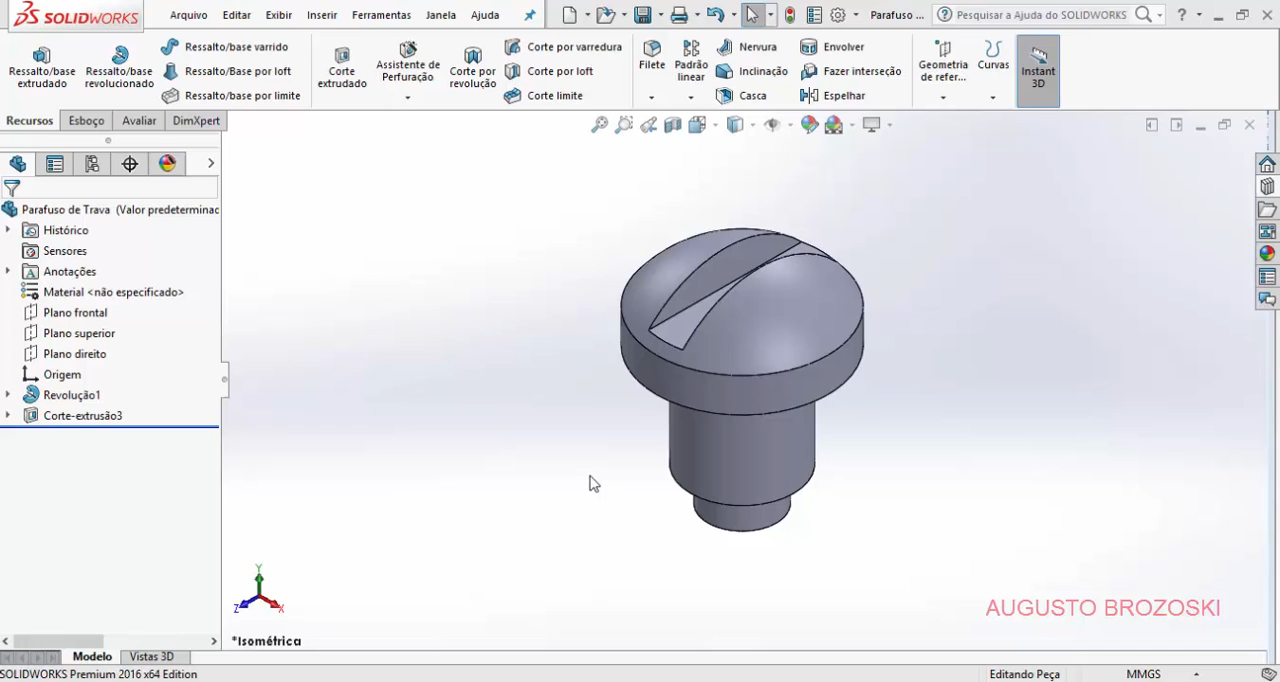 SOLIDWORKS Arquivo Editar Exibir Inserir Ferramentas Janela Ajuda Parafuso ... Pesquisar a Ajuda do SOLIDWORKS
Ressalto/base extrudado
Ressalto/base revolucionado
Ressalto/base varrido
Ressalto/base por loft
Ressalto/base por limite
Corte extrudado
Assistente de Perfuração
Corte por revolução
Corte por varredura
Corte por loft
Corte limite
Filete
Padrão linear
Nervura
Inclinação
Casca
Envolver
Fazer interseção
Espelhar
Geometria de refer...
Curvas
Instant 3D
Recursos Esboço Avaliar DimXpert
Parafuso de Trava (Valor predeterminac
Histórico
Sensores
Anotações
Material <não especificado>
Plano frontal
Plano superior
Plano direito
Origem
Revolução1
Corte-extrusão3
Y
Z
X
AUGUSTO BROZOSKI
*Isométrica
Modelo Vistas 3D
SOLIDWORKS Premium 2016 x64 Edition Editando Peça MMGS